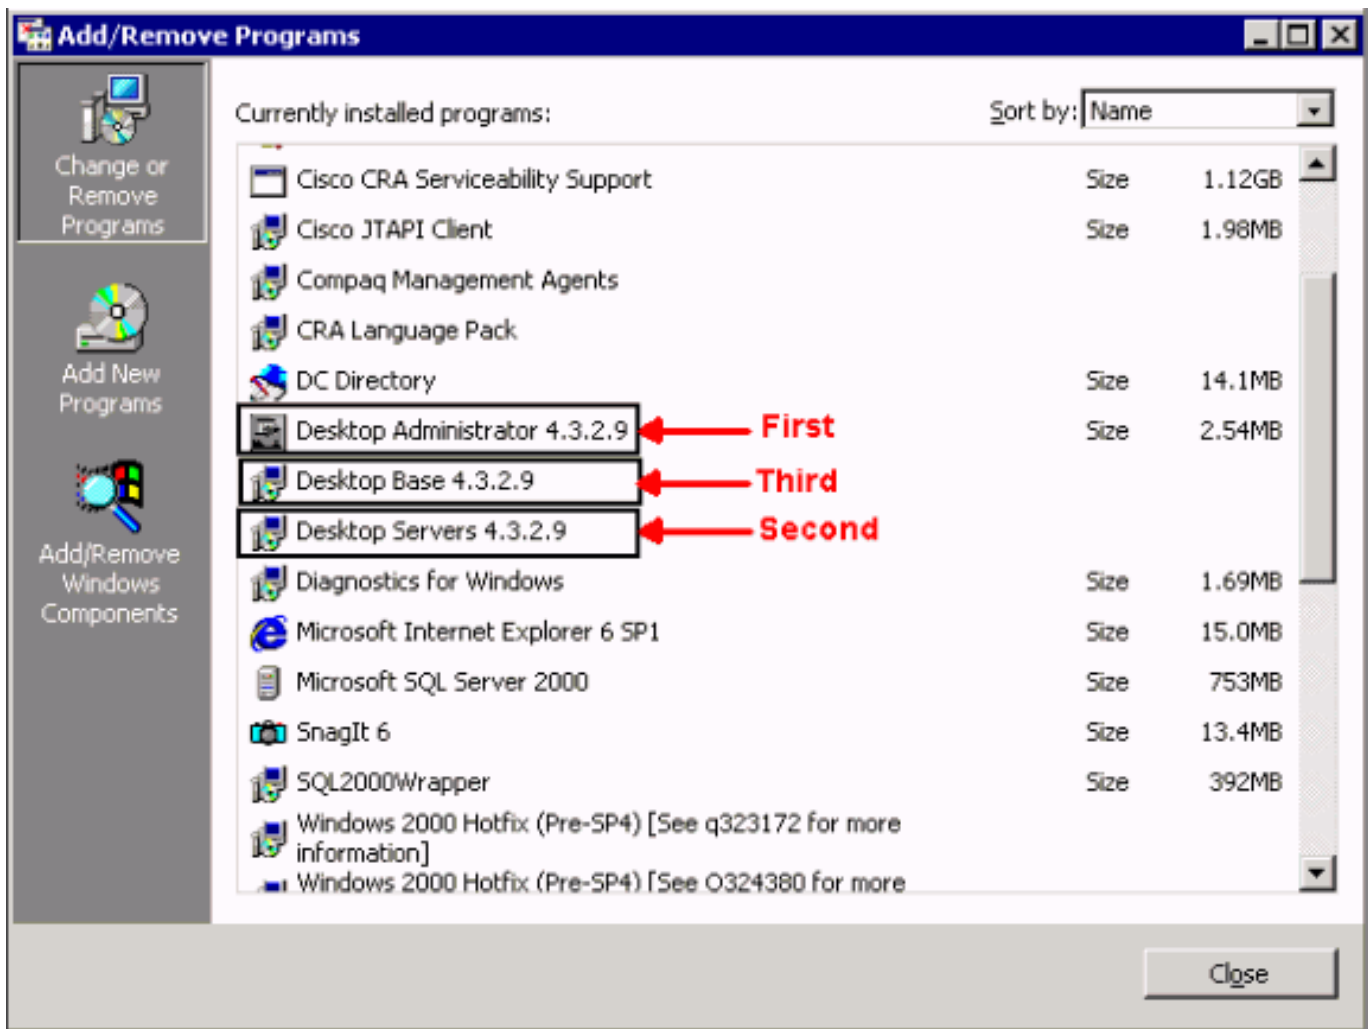 Add/Remove Programs
Change or
Remove
Programs
Add New
Programs
Add/Remove
Windows
Components
Currently installed programs:
Sort by: Name
Cisco CRA Serviceability Support Size 1.12GB
Cisco JTAPI Client Size 1.98MB
Compaq Management Agents
CRA Language Pack
DC Directory Size 14.1MB
Desktop Administrator 4.3.2.9 First Size 2.54MB
Desktop Base 4.3.2.9 Third
Desktop Servers 4.3.2.9 Second
Diagnostics for Windows Size 1.69MB
Microsoft Internet Explorer 6 SP1 Size 15.0MB
Microsoft SQL Server 2000 Size 753MB
SnagIt 6 Size 13.4MB
SQL2000Wrapper Size 392MB
Windows 2000 Hotfix (Pre-SP4) [See q323172 for more
information]
Windows 2000 Hotfix (Pre-SP4) [See Q324380 for more
Close